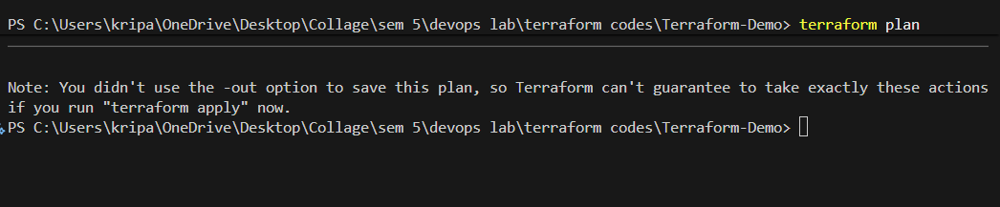 PS C:\Users\kripa\OneDrive\Desktop\Collage\sem 5\devops lab\terraform codes\Terraform-Demo> terraform plan
Note: You didn't use the -out option to save this plan, so Terraform can't guarantee to take exactly these actions
if you run "terraform apply" now.
PS C:\Users\kripa\OneDrive\Desktop\Collage\sem 5\devops lab\terraform codes\Terraform-Demo>